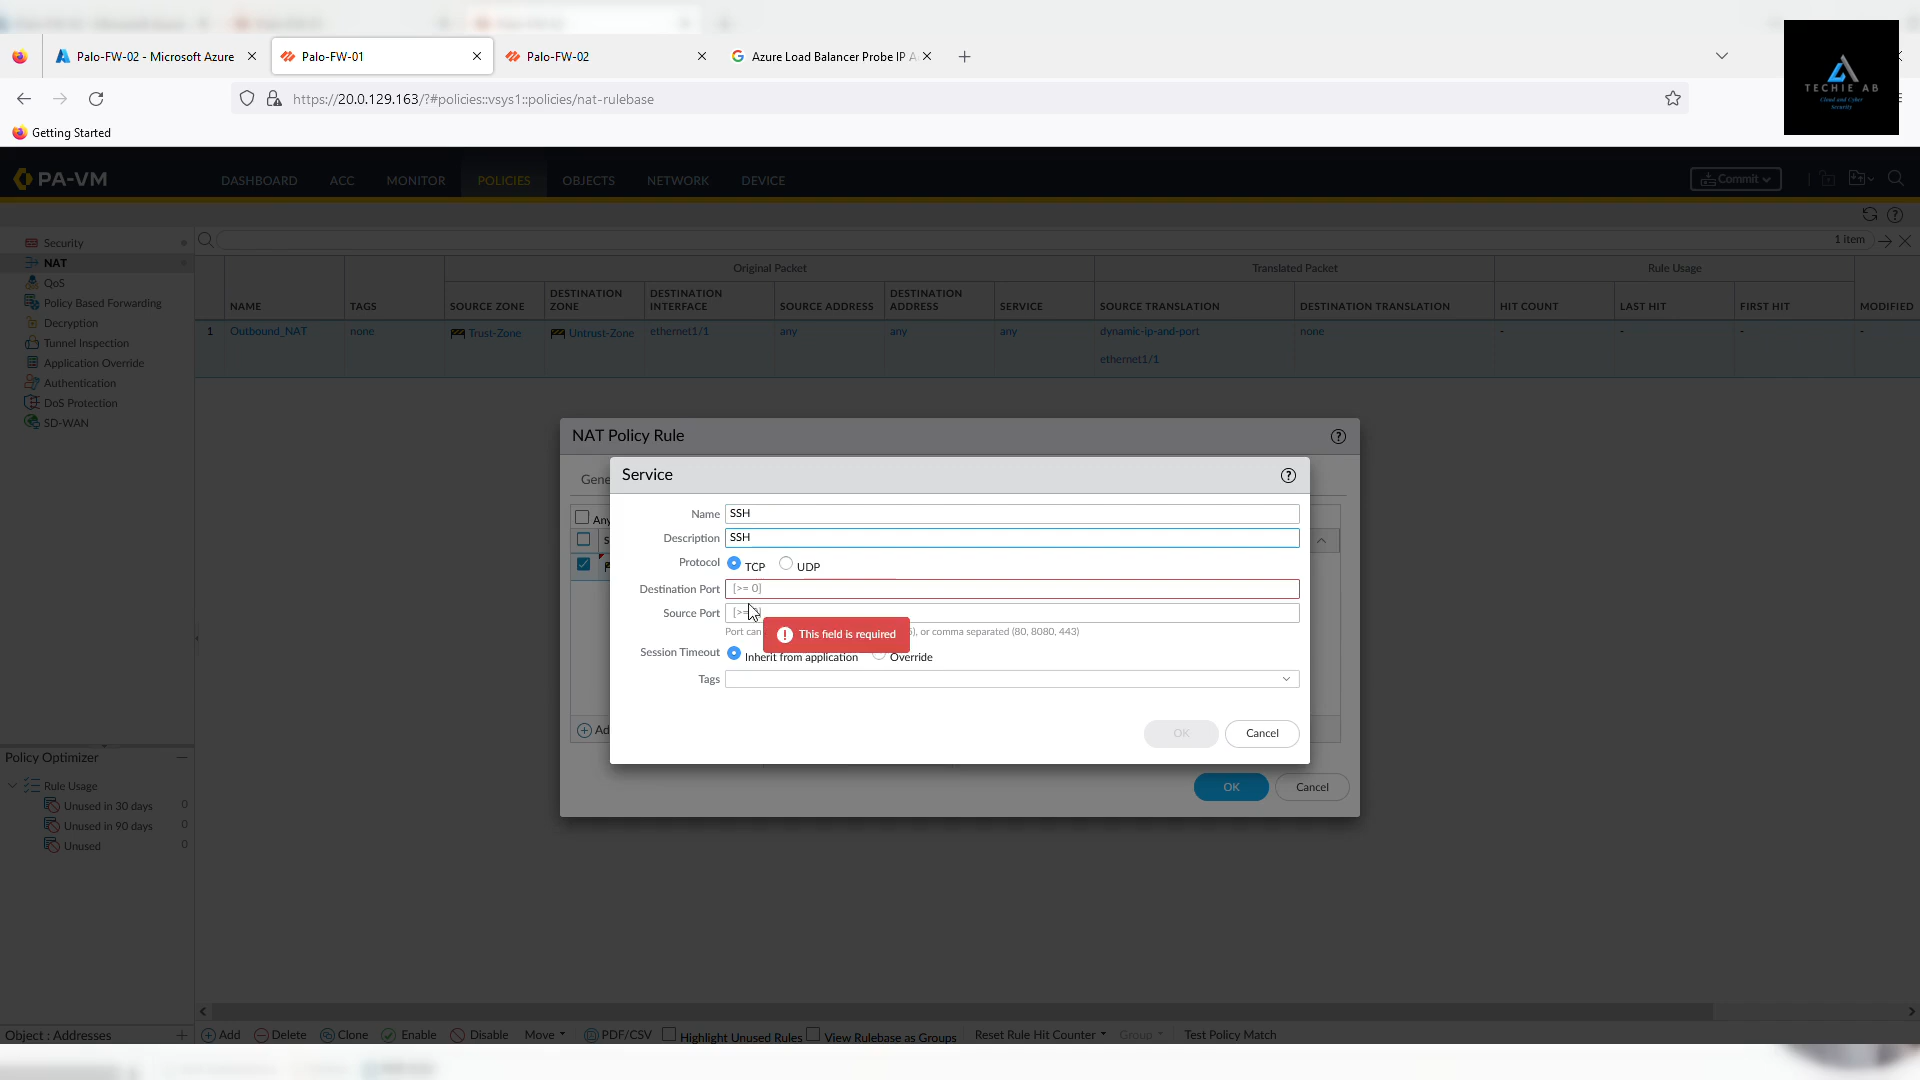 Palo-FW-02 - Microsoft Azure
Palo-FW-01
Palo-FW-02
Azure Load Balancer Probe IP A
https://20.0.129.163/?#policies::vsys1::policies/nat-rulebase
TECHIE AB
Cloud and Cyber
Security
Getting Started
PA-VM
DASHBOARD
ACC
MONITOR
POLICIES
OBJECTS
NETWORK
DEVICE
Commit
Security
NAT
QoS
Policy Based Forwarding
Decryption
Tunnel Inspection
Application Override
Authentication
DoS Protection
SD-WAN
1 item
Original Packet
Translated Packet
Rule Usage
NAME
TAGS
SOURCE ZONE
DESTINATION
ZONE
DESTINATION
INTERFACE
SOURCE ADDRESS
DESTINATION
ADDRESS
SERVICE
SOURCE TRANSLATION
DESTINATION TRANSLATION
HIT COUNT
LAST HIT
FIRST HIT
MODIFIED
1 Outbound_NAT none Trust-Zone Untrust-Zone ethernet1/1 any any any dynamic-ip-and-port none - - - -
ethernet1/1
NAT Policy Rule
Gene
Any
S
Ad
Service
Name SSH
Description SSH
Protocol TCP UDP
Destination Port [>= 0]
Source Port [>=
Port can
This field is required
), or comma separated (80, 8080, 443)
Session Timeout Inherit from application Override
Tags
OK Cancel
OK Cancel
Policy Optimizer
Rule Usage
Unused in 30 days 0
Unused in 90 days 0
Unused 0
Object : Addresses
Add Delete Clone Enable Disable Move PDF/CSV Highlight Unused Rules View Rulebase as Groups Reset Rule Hit Counter Group Test Policy Match